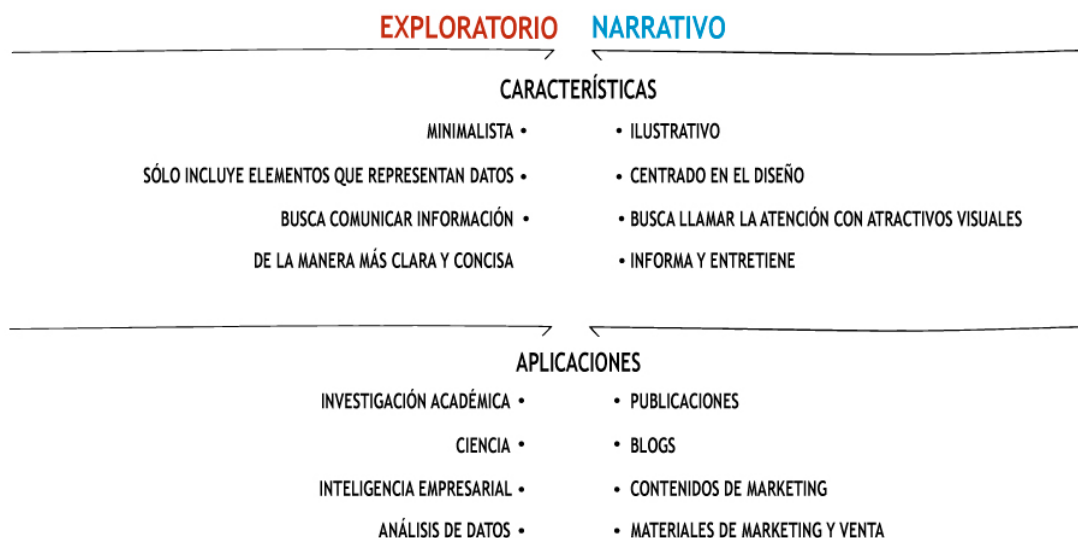 EXPLORATORIO NARRATIVO
CARACTERÍSTICAS
MINIMALISTA • • ILUSTRATIVO
SÓLO INCLUYE ELEMENTOS QUE REPRESENTAN DATOS • • CENTRADO EN EL DISEÑO
BUSCA COMUNICAR INFORMACIÓN • • BUSCA LLAMAR LA ATENCIÓN CON ATRACTIVOS VISUALES
DE LA MANERA MÁS CLARA Y CONCISA • INFORMA Y ENTRETIENE
APLICACIONES
INVESTIGACIÓN ACADÉMICA • • PUBLICACIONES
CIENCIA • • BLOGS
INTELIGENCIA EMPRESARIAL • • CONTENIDOS DE MARKETING
ANÁLISIS DE DATOS • • MATERIALES DE MARKETING Y VENTA